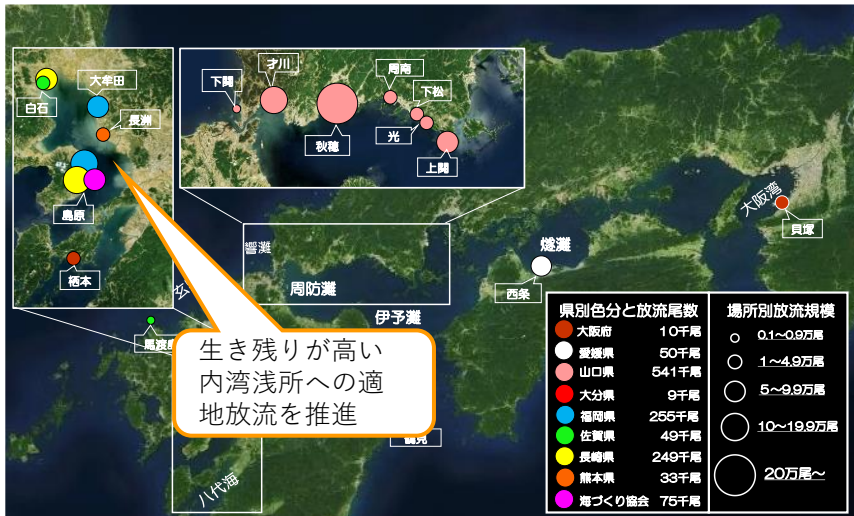 白石
大牟田
長洲
島原
栖本
下関
才川
秋穂
周南
下松
光
上関
大阪湾
貝塚
響灘
周防灘
燧灘
西条
伊予灘
鶴見
八代海
生き残りが高い
内湾浅所への適
地放流を推進
県別色分と放流尾数
大阪府 10千尾
愛媛県 50千尾
山口県 541千尾
大分県 9千尾
福岡県 255千尾
佐賀県 49千尾
長崎県 249千尾
熊本県 33千尾
海づくり協会 75千尾
場所別放流規模
0.1～0.9万尾
1～4.9万尾
5～9.9万尾
10～19.9万尾
20万尾～